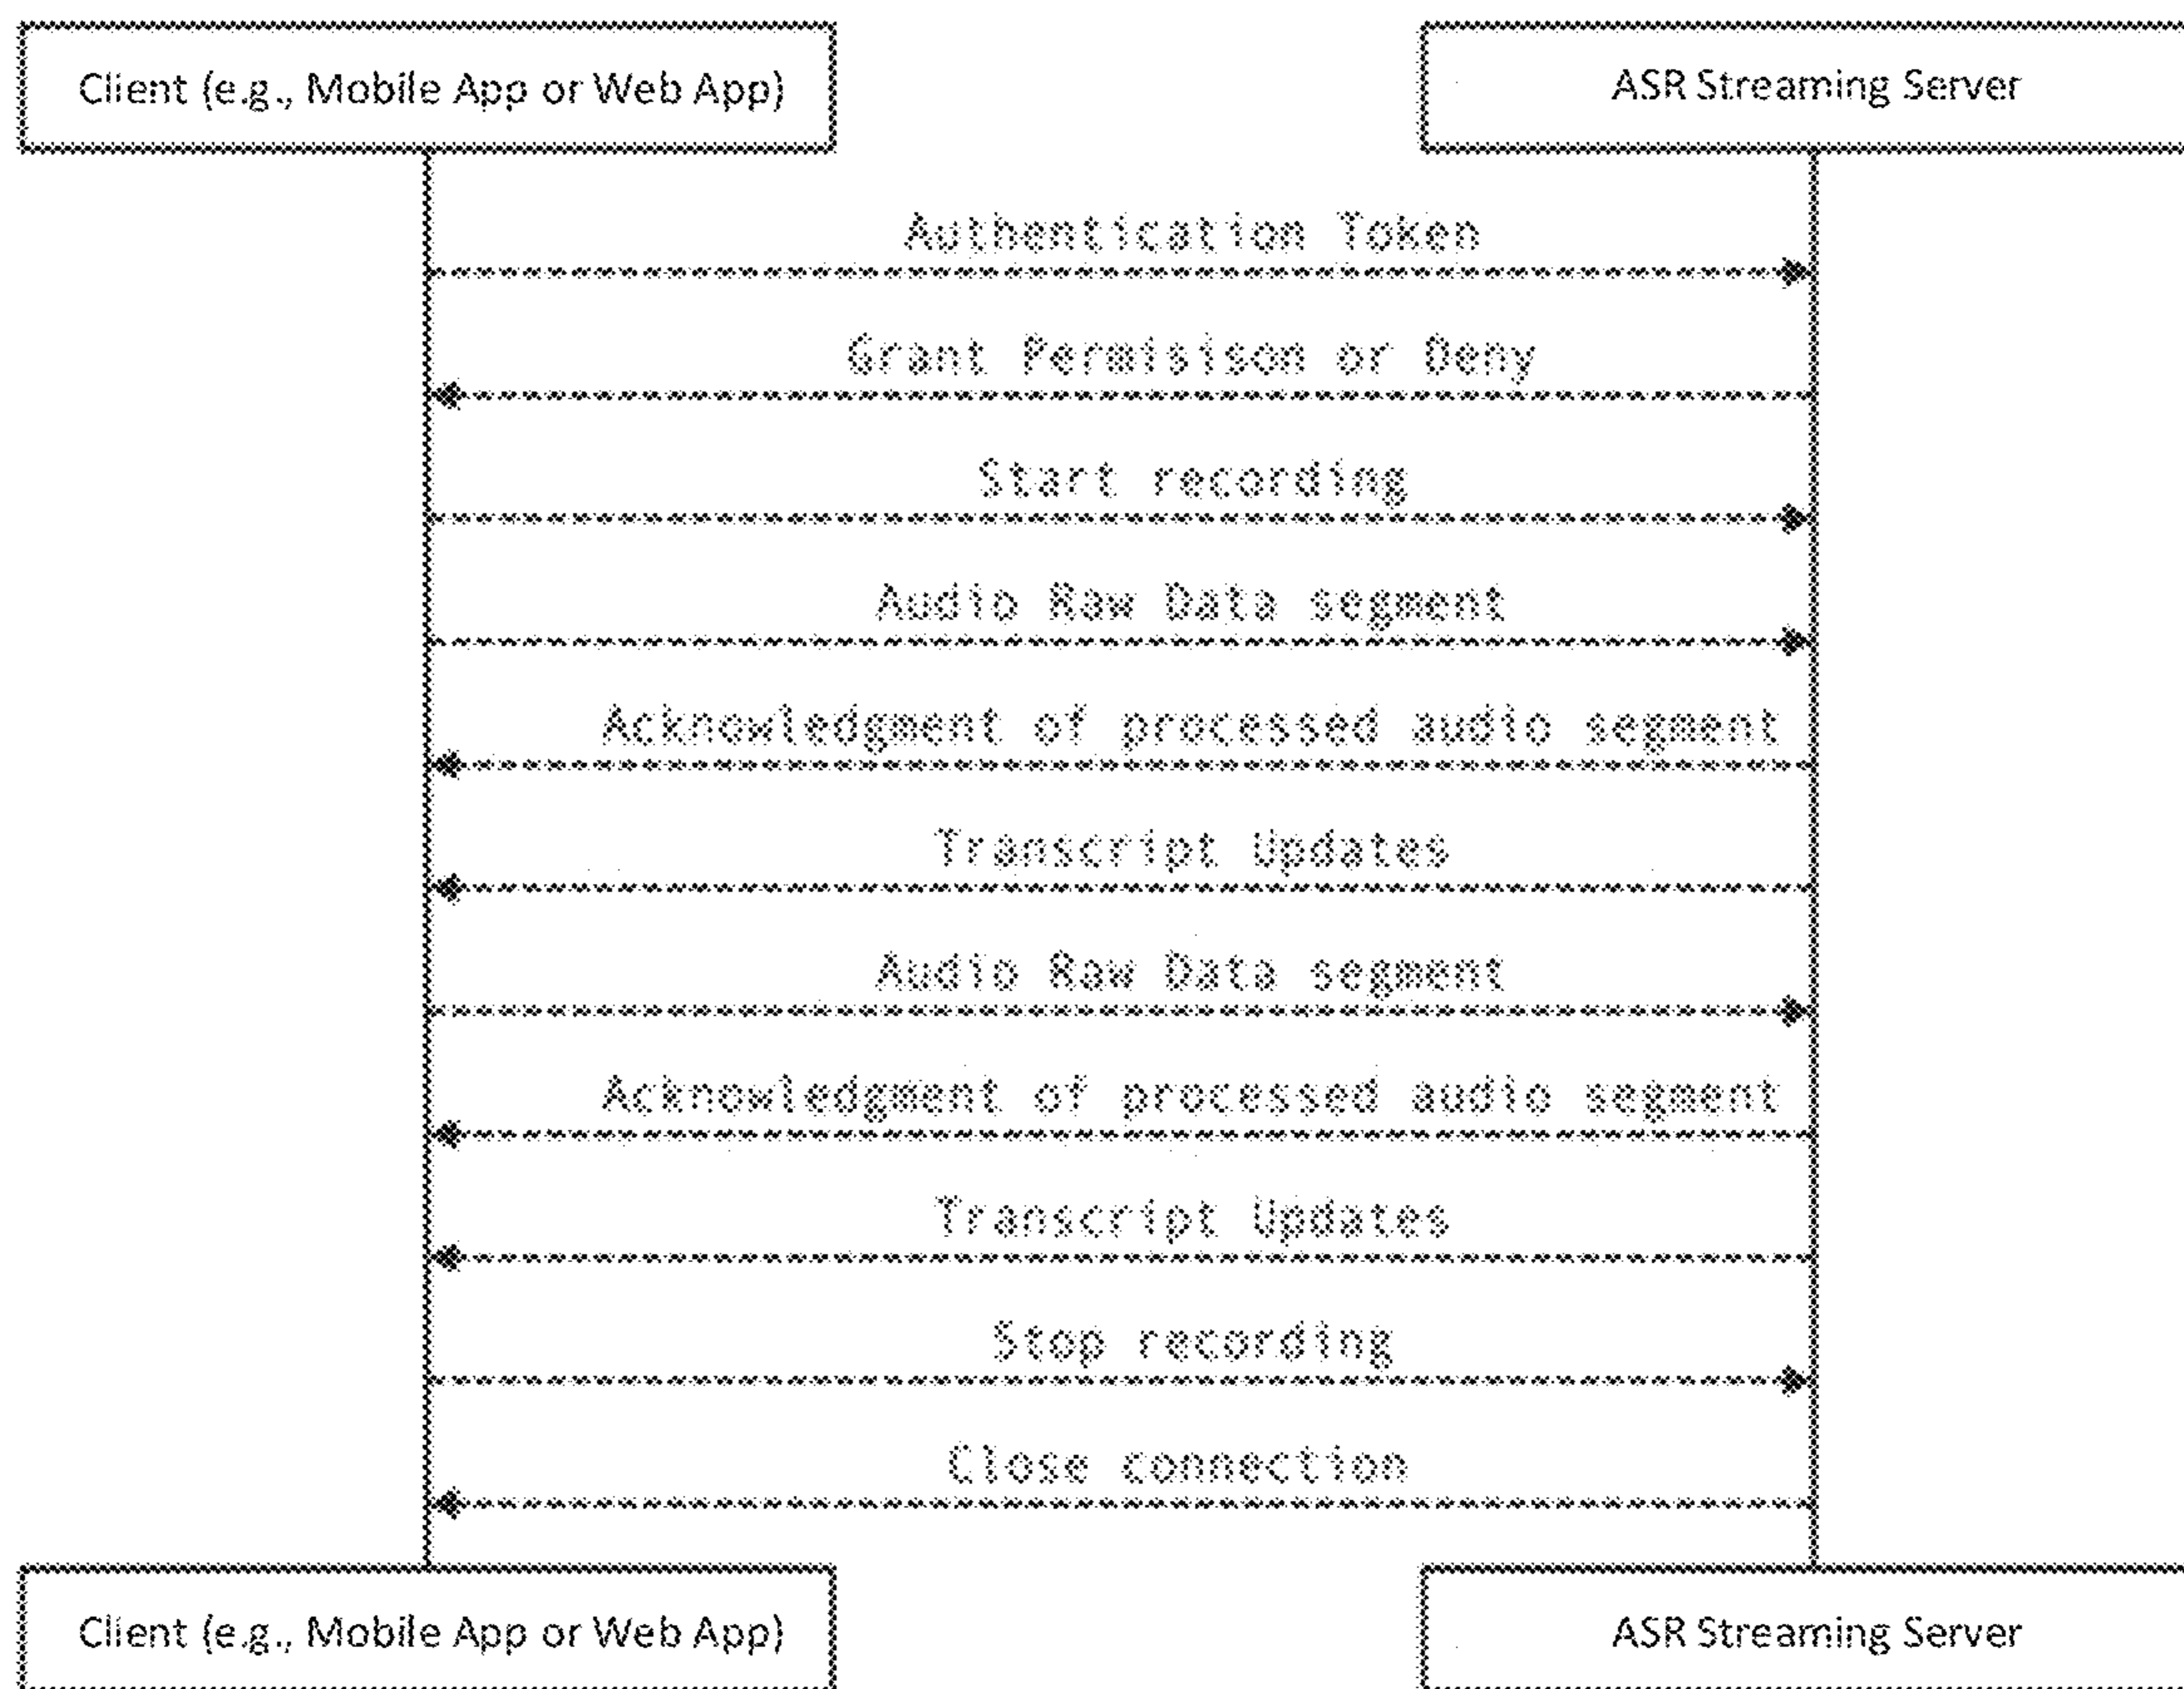 Client (e.g., Mobile App or Web App)
ASR Streaming Server
Authentication Token
Grant Permisison or Deny
Start recording
Audio Raw Data segment
Acknowledgment of processed audio segment
Transcript Updates
Audio Raw Data segment
Acknowledgment of processed audio segment
Transcript Updates
Stop recording
Close connection
Client (e.g., Mobile App or Web App)
ASR Streaming Server